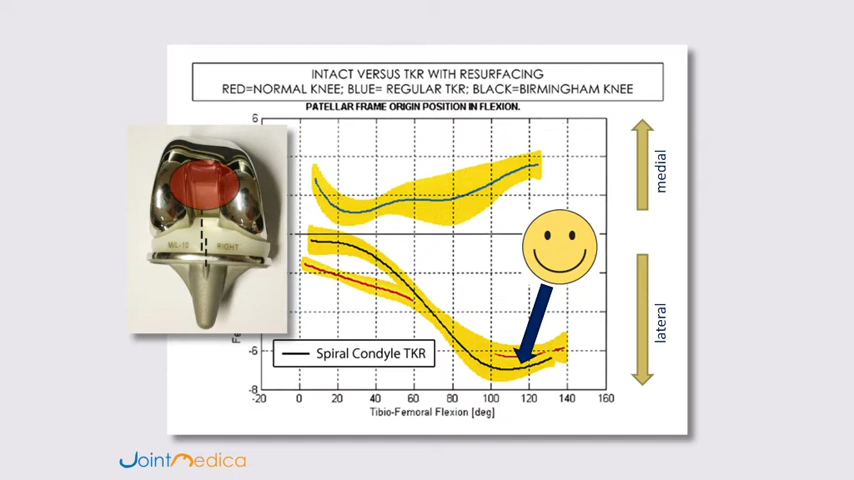 INTACT VERSUS TKR WITH RESURFACING
RED=NORMAL KNEE; BLUE= REGULAR TKR; BLACK=BIRMINGHAM KNEE
PATELLAR FRAME ORIGIN POSITION IN FLEXION.
6
medial
M/L-10 RIGHT
lateral
Spiral Condyle TKR
-6
-8
-20 0 20 40 60 80 100 120 140 160
Tibio-Femoral Flexion [deg]
JointMedica